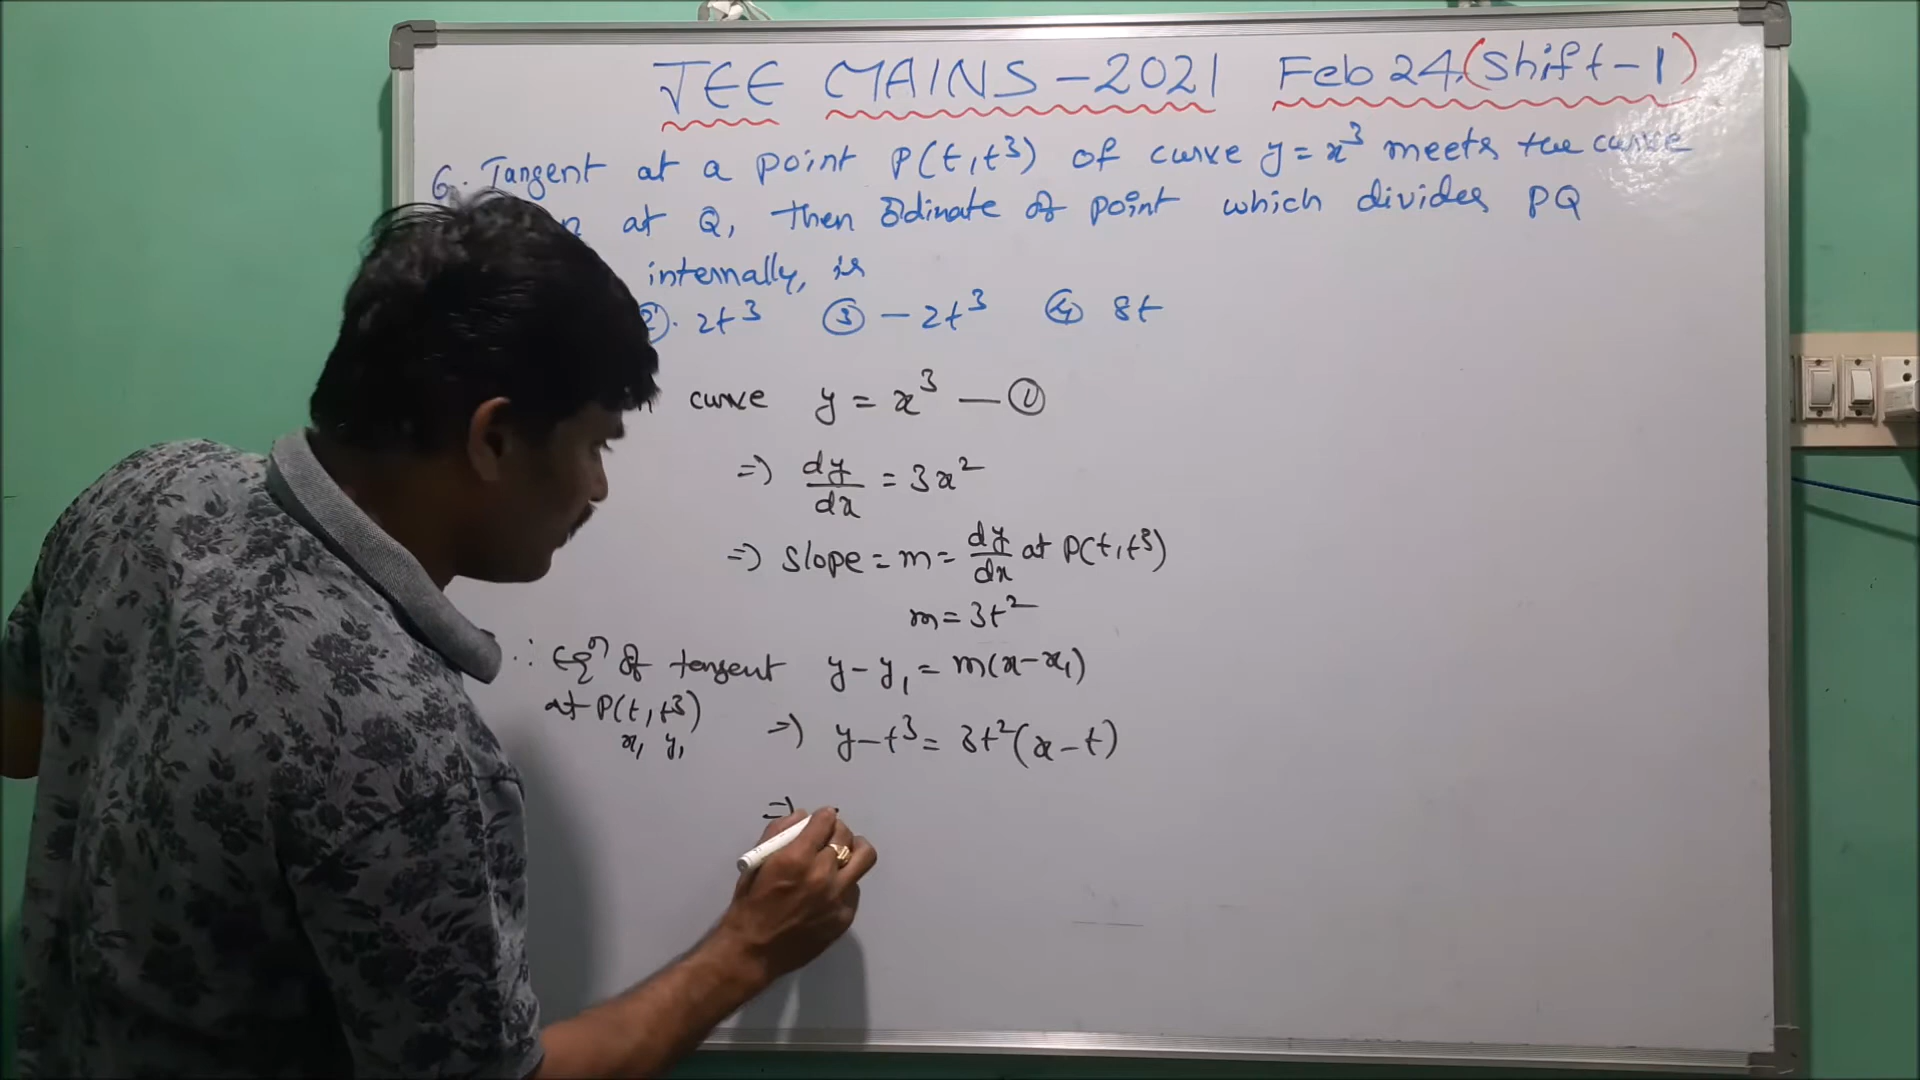 JEE MAINS-2021 Feb 24 (Shift-1)
6. Tangent at a point P(t,t³) of curve y=x³ meets the curve
at Q, then ordinate of point which divides PQ
internally, is
②. 2t³ ③ -2t³ ④ 8t
curve y = x³ — ①
=) dy/dx = 3x²
=) Slope = m = dy/dx at P(t,t³)
m = 3t²
∴ Eqn of tangent y-y₁ = m(x-x₁)
at P(t,t³) =) y-t³ = 3t²(x-t)
x₁ y₁
=)